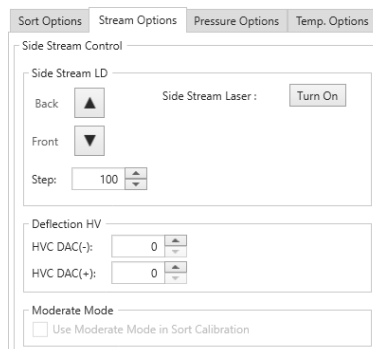 Sort Options Stream Options Pressure Options Temp. Options
Side Stream Control
Side Stream LD
Back Side Stream Laser : Turn On
Front
Step: 100
Deflection HV
HVC DAC(-): 0
HVC DAC(+): 0
Moderate Mode
Use Moderate Mode in Sort Calibration